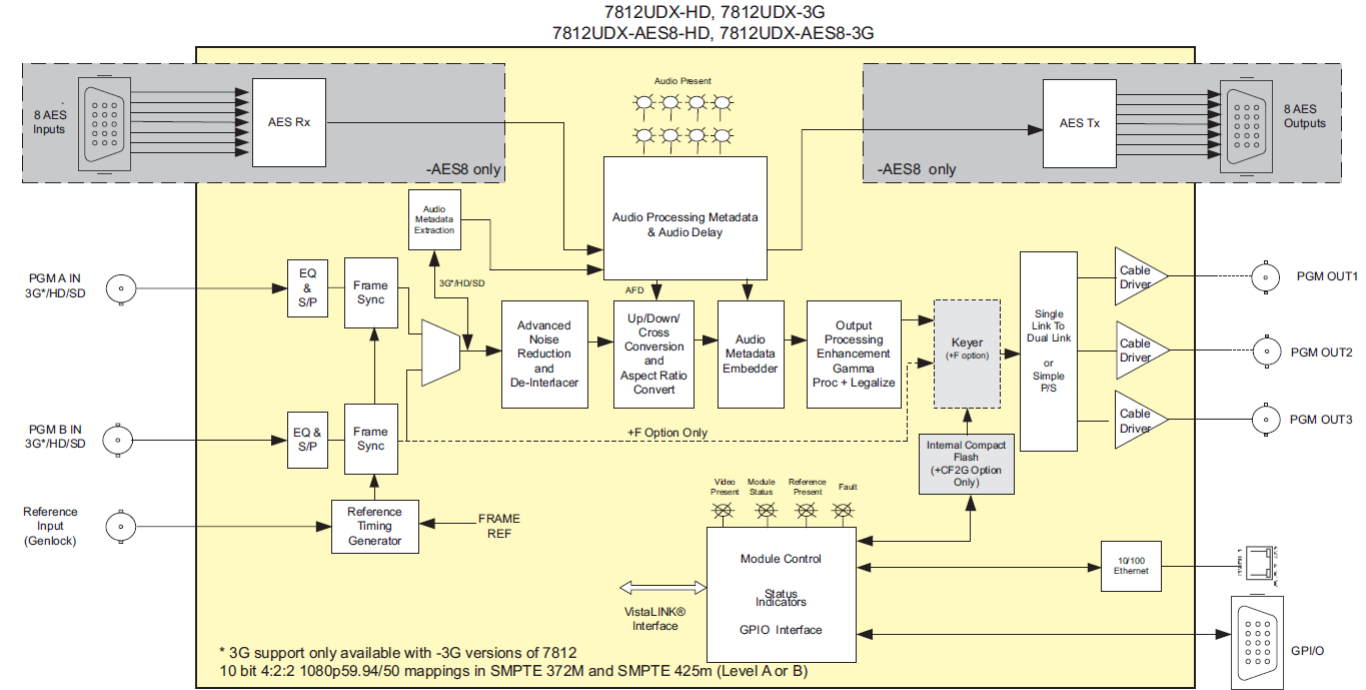 7812UDX-HD, 7812UDX-3G
7812UDX-AES8-HD, 7812UDX-AES8-3G
8 AES
Inputs
AES Rx
-AES8 only
Audio Present
AES Tx
-AES8 only
8 AES
Outputs
Audio
Metadata
Extraction
Audio Processing Metadata
& Audio Delay
PGM A IN
3G*/HD/SD
EQ
&
S/P
Frame
Sync
3G*/HD/SD
AFD
Advanced
Noise
Reduction
and
De-Interlacer
Up/Down/
Cross
Conversion
and
Aspect Ratio
Convert
Audio
Metadata
Embedder
Output
Processing
Enhancement
Gamma
Proc + Legalize
Keyer
(+F option)
Single
Link To
Dual Link
or
Simple
P/S
Cable
Driver
PGM OUT1
Cable
Driver
PGM OUT2
Cable
Driver
PGM OUT3
PGM B IN
3G*/HD/SD
EQ &
S/P
Frame
Sync
+F Option Only
Internal Compact
Flash
(+CF2G Option
Only)
Reference
Input
(Genlock)
Reference
Timing
Generator
FRAME
REF
Video
Present
Module
Status
Reference
Present
Fault
Module Control
Status
Indicators
GPIO Interface
VistaLINK®
Interface
10/100
Ethernet
GPI/O
* 3G support only available with -3G versions of 7812
10 bit 4:2:2 1080p59.94/50 mappings in SMPTE 372M and SMPTE 425m (Level A or B)